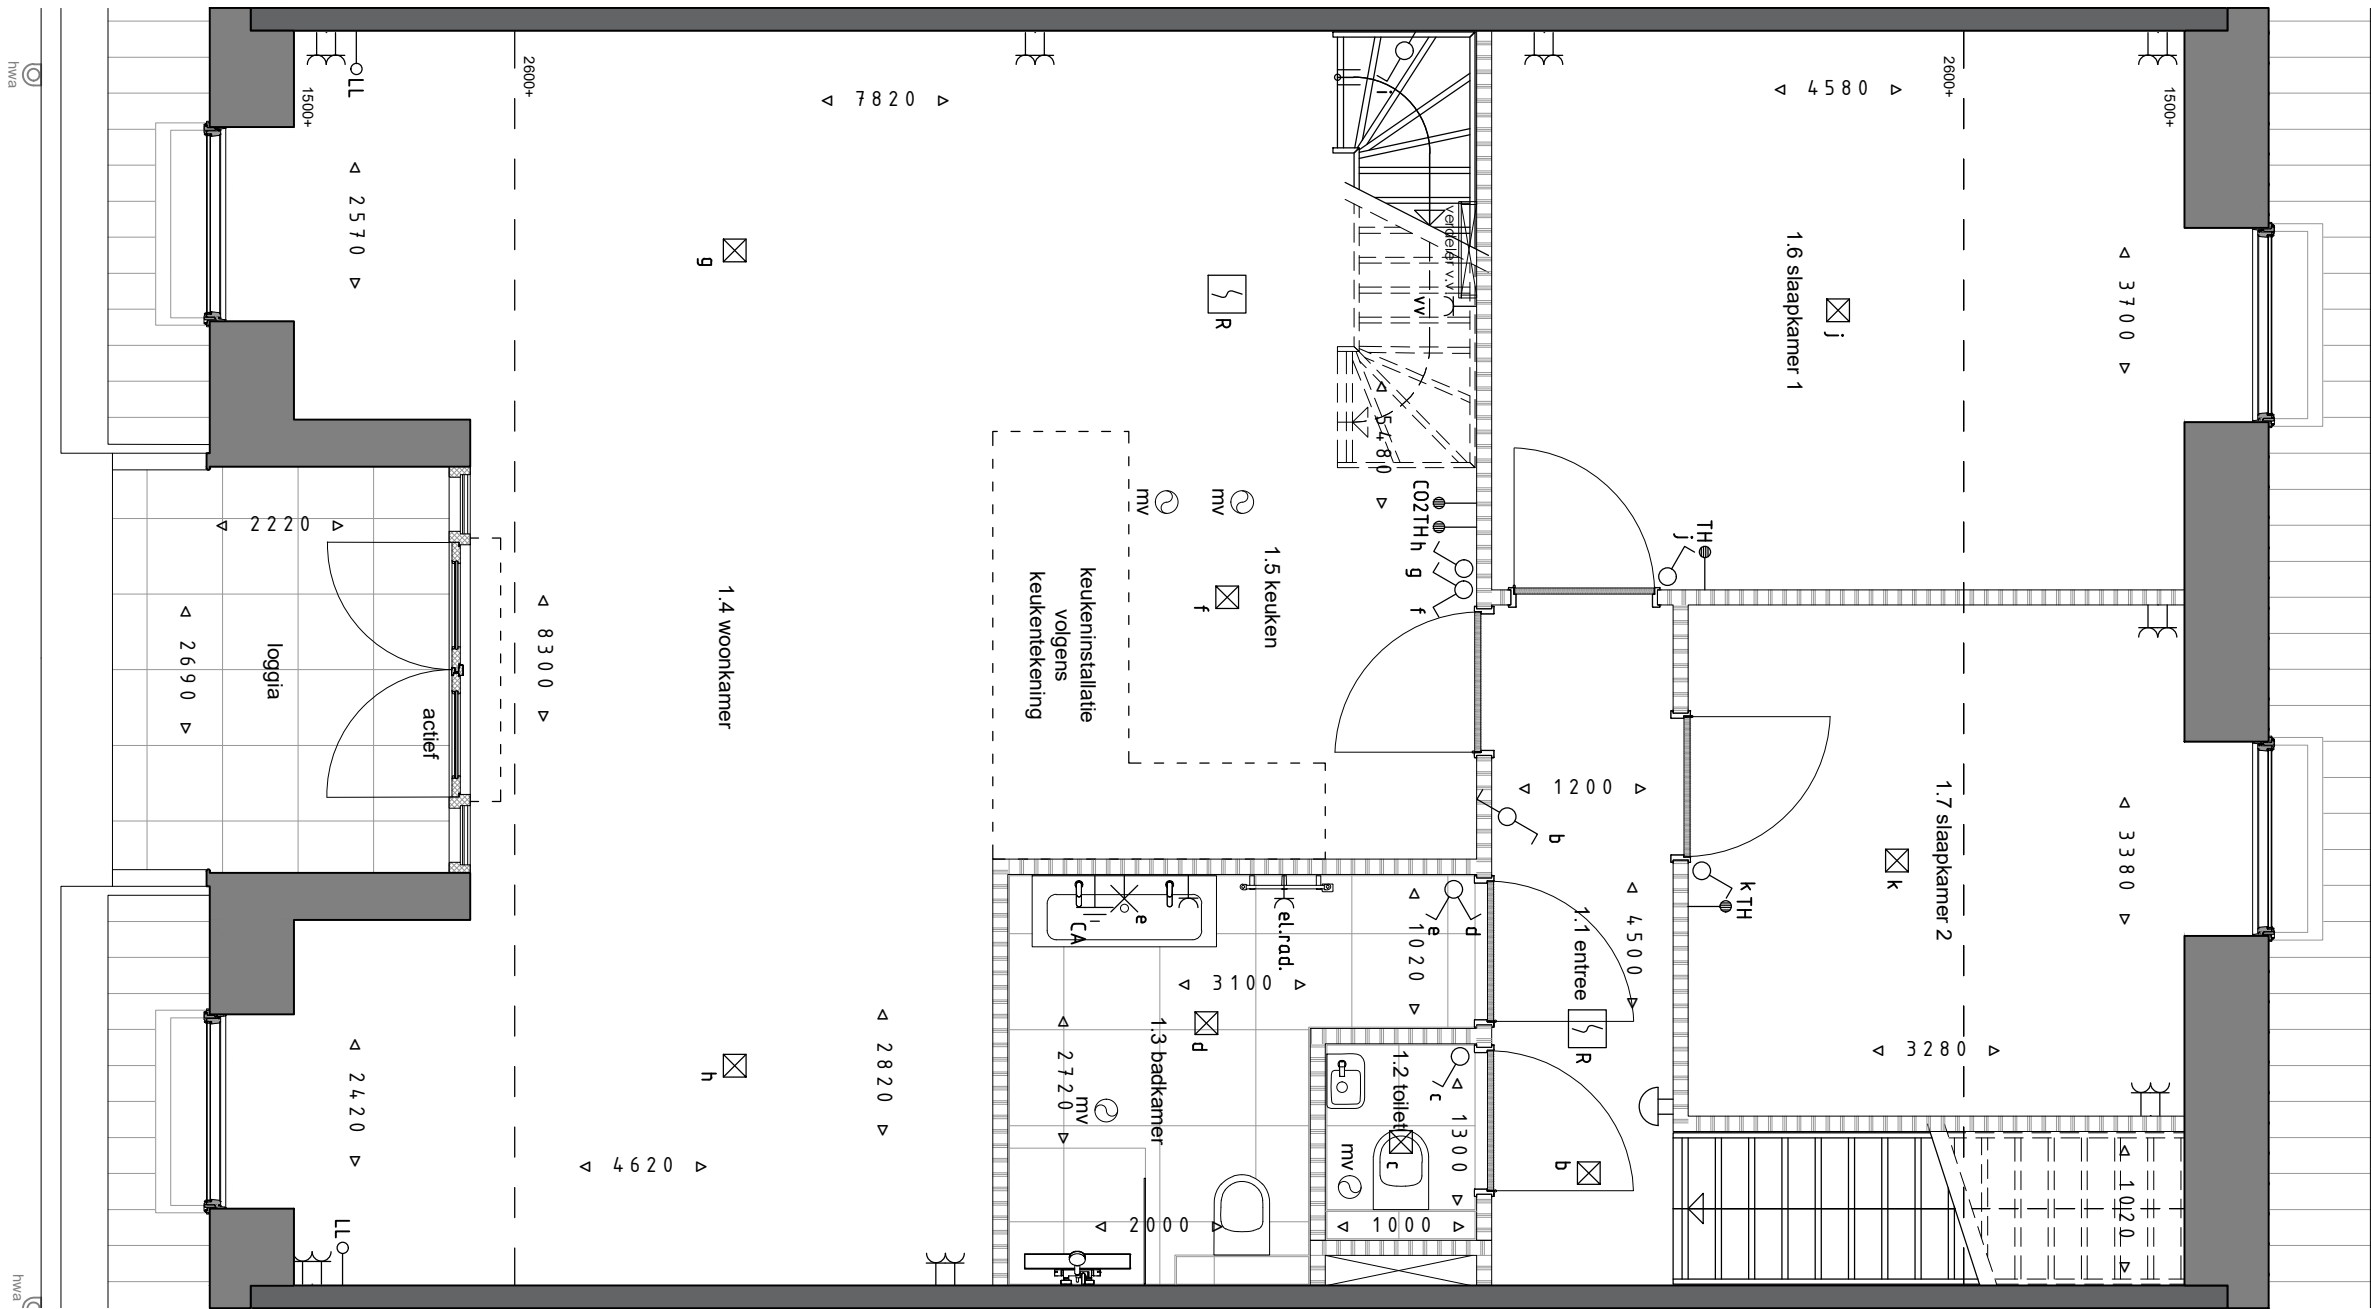 hwa
LL
1500+
2600+
7820
4580
2600+
1500+
2570
g
R
i
verdeler v.v
vv
1.6 slaapkamer 1
j
3700
5480
2220
mv
mv
CO2
TH
h
g
f
TH
j
1.5 keuken
f
keukeninstallatie
volgens
keukentekening
1.4 woonkamer
8300
2690
loggia
actief
1200
b
1.7 slaapkamer 2
k
3380
k
TH
e
CA
el.rad.
e
d
1020
3100
1.1 entree
4500
R
d
1.3 badkamer
2720
mv
2820
h
2420
4620
1.2 toilet
c
c
1300
mv
b
3280
1020
2000
1000
LL
hwa